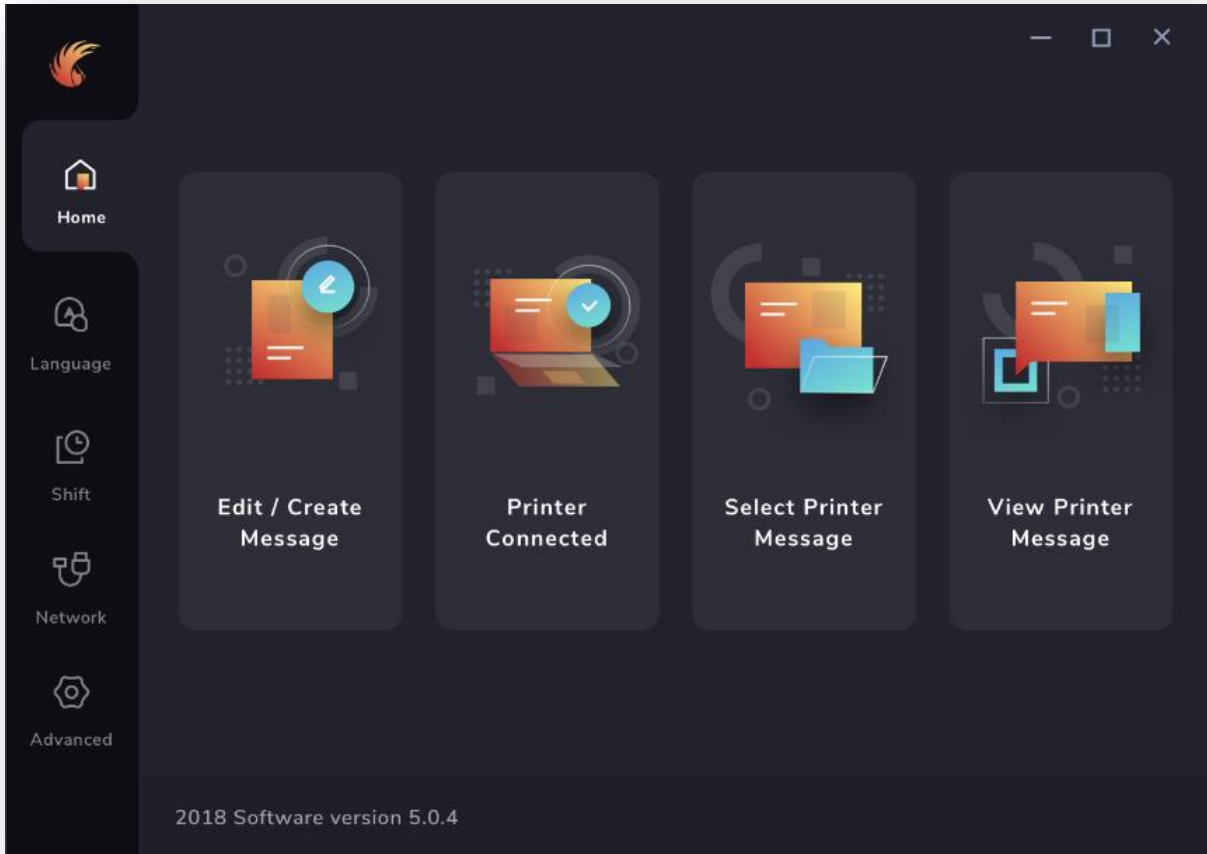 Home
Language
Shift
Network
Advanced
Edit / Create
Message
Printer
Connected
Select Printer
Message
View Printer
Message
2018 Software version 5.0.4